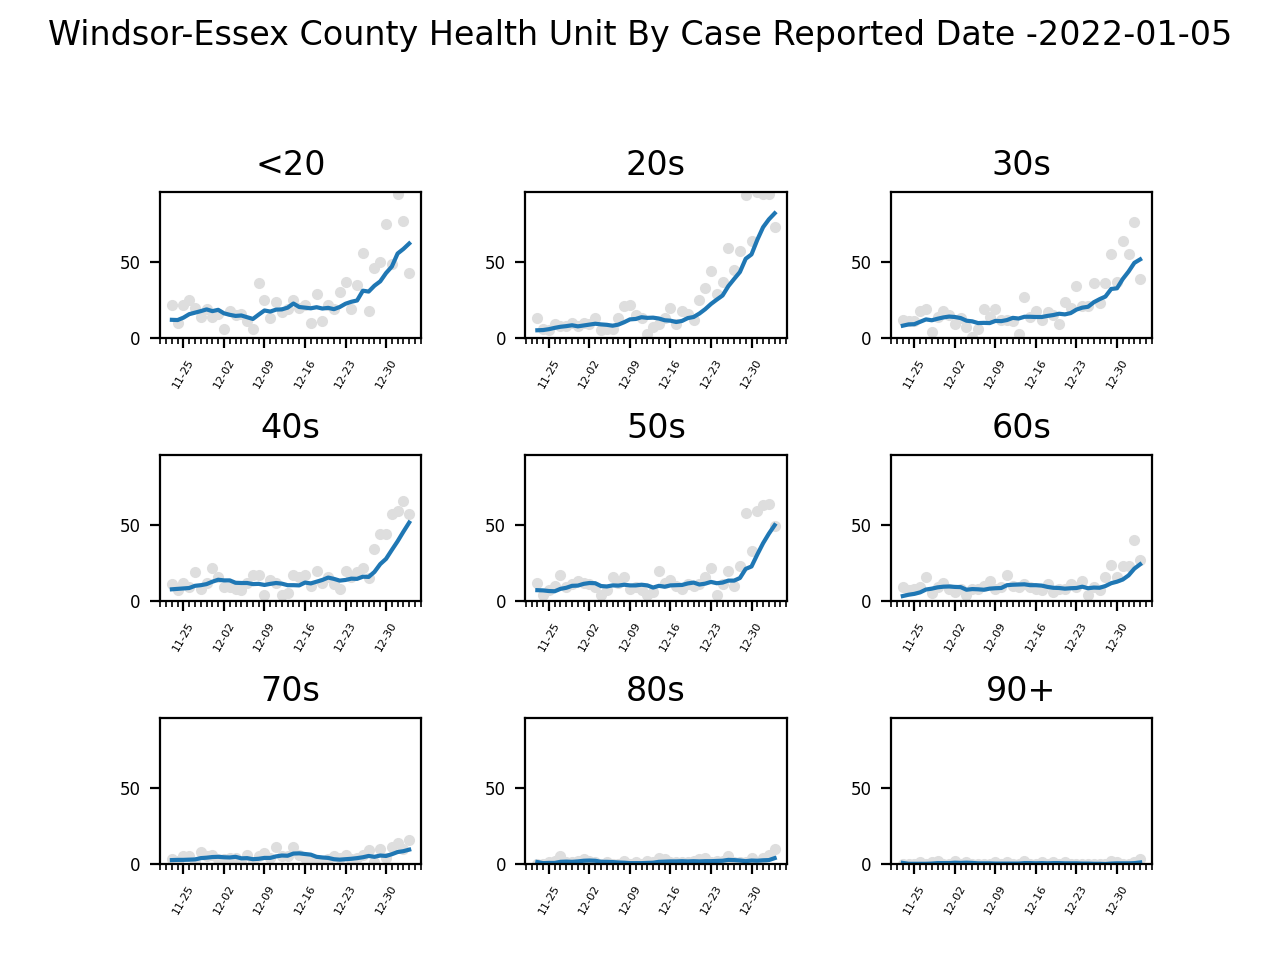 Windsor-Essex County Health Unit By Case Reported Date -2022-01-05
<20 20s 30s
50 50 50
0 0 0
11-25 12-02 12-09 12-16 12-23 12-30 11-25 12-02 12-09 12-16 12-23 12-30 11-25 12-02 12-09 12-16 12-23 12-30
40s 50s 60s
50 50 50
0 0 0
11-25 12-02 12-09 12-16 12-23 12-30 11-25 12-02 12-09 12-16 12-23 12-30 11-25 12-02 12-09 12-16 12-23 12-30
70s 80s 90+
50 50 50
0 0 0
11-25 12-02 12-09 12-16 12-23 12-30 11-25 12-02 12-09 12-16 12-23 12-30 11-25 12-02 12-09 12-16 12-23 12-30